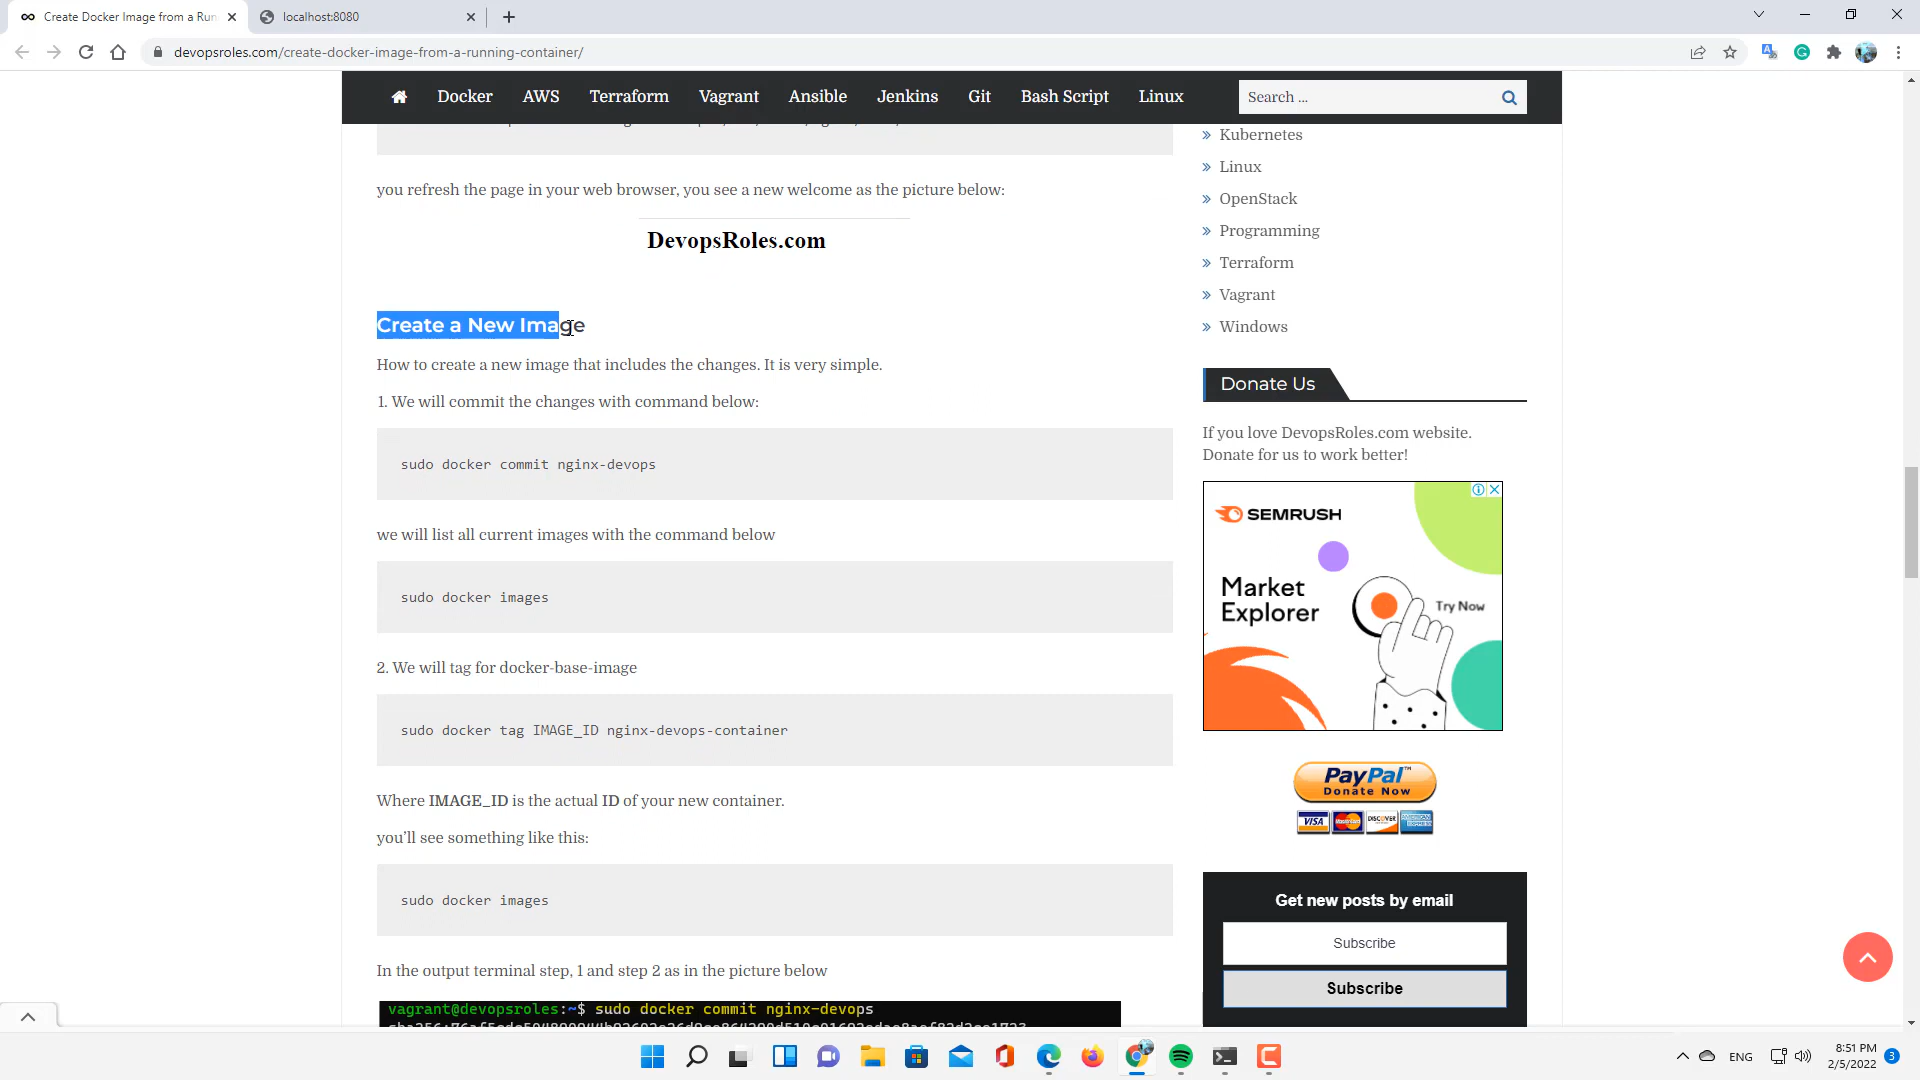 Create Docker Image from a Run
localhost:8080
devopsroles.com/create-docker-image-from-a-running-container/
Docker
AWS
Terraform
Vagrant
Ansible
Jenkins
Git
Bash Script
Linux
Search ...
you refresh the page in your web browser, you see a new welcome as the picture below:
DevopsRoles.com
Create a New Image
How to create a new image that includes the changes. It is very simple.
1. We will commit the changes with command below:
sudo docker commit nginx-devops
we will list all current images with the command below
sudo docker images
2. We will tag for docker-base-image
sudo docker tag IMAGE_ID nginx-devops-container
Where IMAGE_ID is the actual ID of your new container.
you’ll see something like this:
sudo docker images
In the output terminal step, 1 and step 2 as in the picture below
vagrant@devopsroles:~$ sudo docker commit nginx-devops
Kubernetes
Linux
OpenStack
Programming
Terraform
Vagrant
Windows
Donate Us
If you love DevopsRoles.com website.
Donate for us to work better!
SEMRUSH
Market
Explorer
Try Now
PayPal
Donate Now
VISA
MasterCard
DISCOVER
Get new posts by email
Subscribe
Subscribe
ENG
8:51 PM
2/5/2022
3